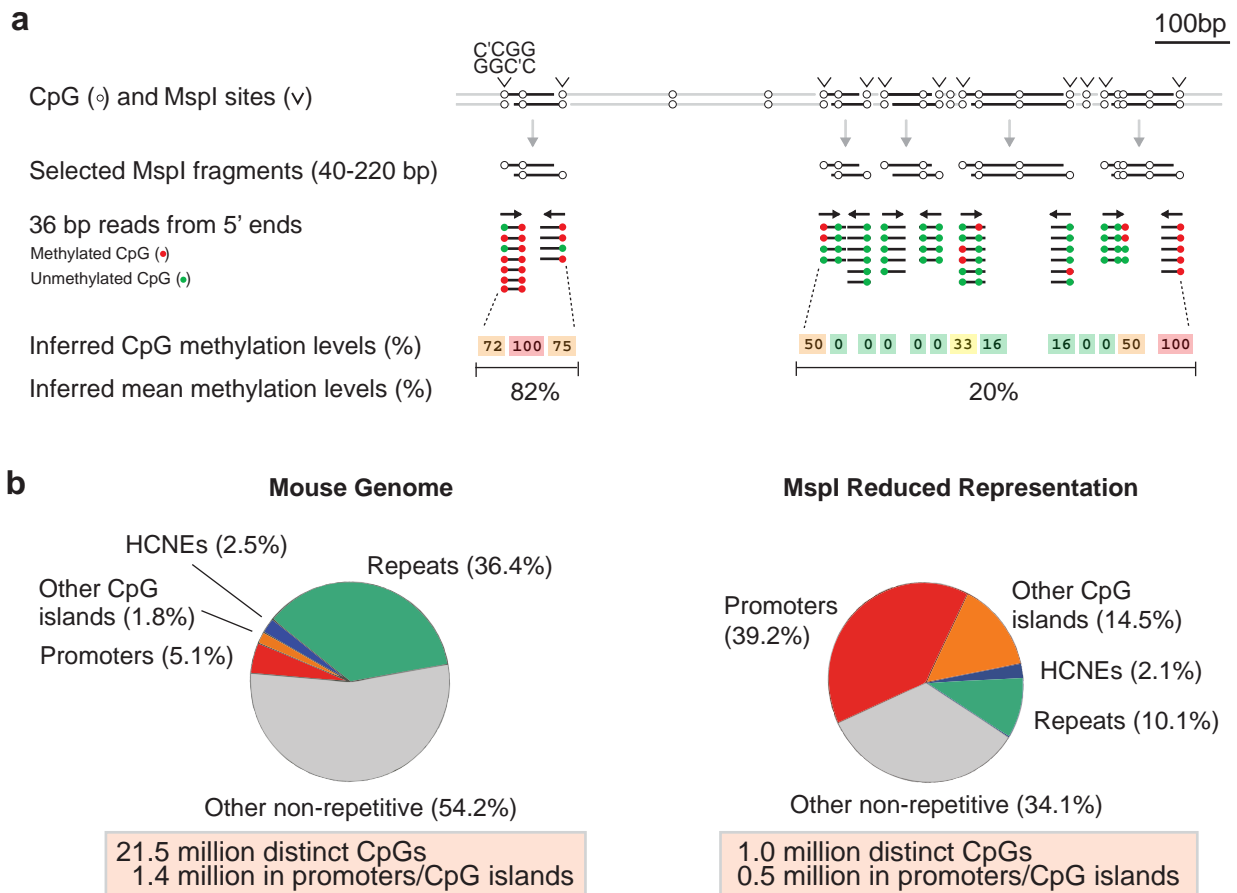 a
100bp
C'CGG
GGC'C
CpG (○) and MspI sites (∨)
Selected MspI fragments (40-220 bp)
36 bp reads from 5' ends
Methylated CpG (●)
Unmethylated CpG (●)
Inferred CpG methylation levels (%)
72 100 75 50 0 0 0 0 0 33 16 16 0 0 50 100
Inferred mean methylation levels (%)
82% 20%
b
Mouse Genome
HCNEs (2.5%)
Repeats (36.4%)
Other CpG
islands (1.8%)
Promoters (5.1%)
Other non-repetitive (54.2%)
21.5 million distinct CpGs
1.4 million in promoters/CpG islands
MspI Reduced Representation
Promoters
(39.2%)
Other CpG
islands (14.5%)
HCNEs (2.1%)
Repeats (10.1%)
Other non-repetitive (34.1%)
1.0 million distinct CpGs
0.5 million in promoters/CpG islands